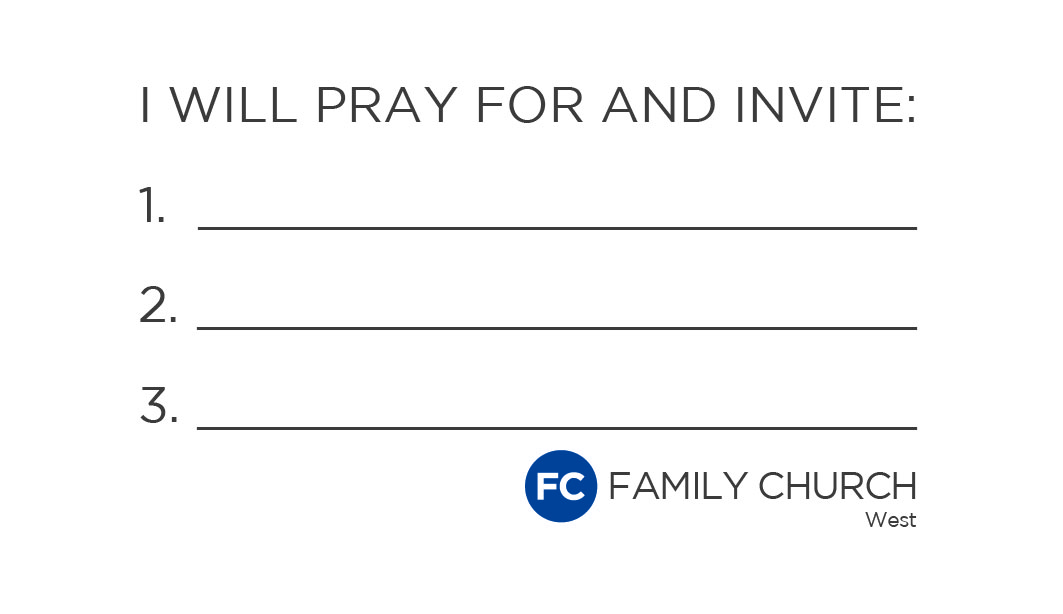 I WILL PRAY FOR AND INVITE:
1.
2.
3.
FC FAMILY CHURCH
West